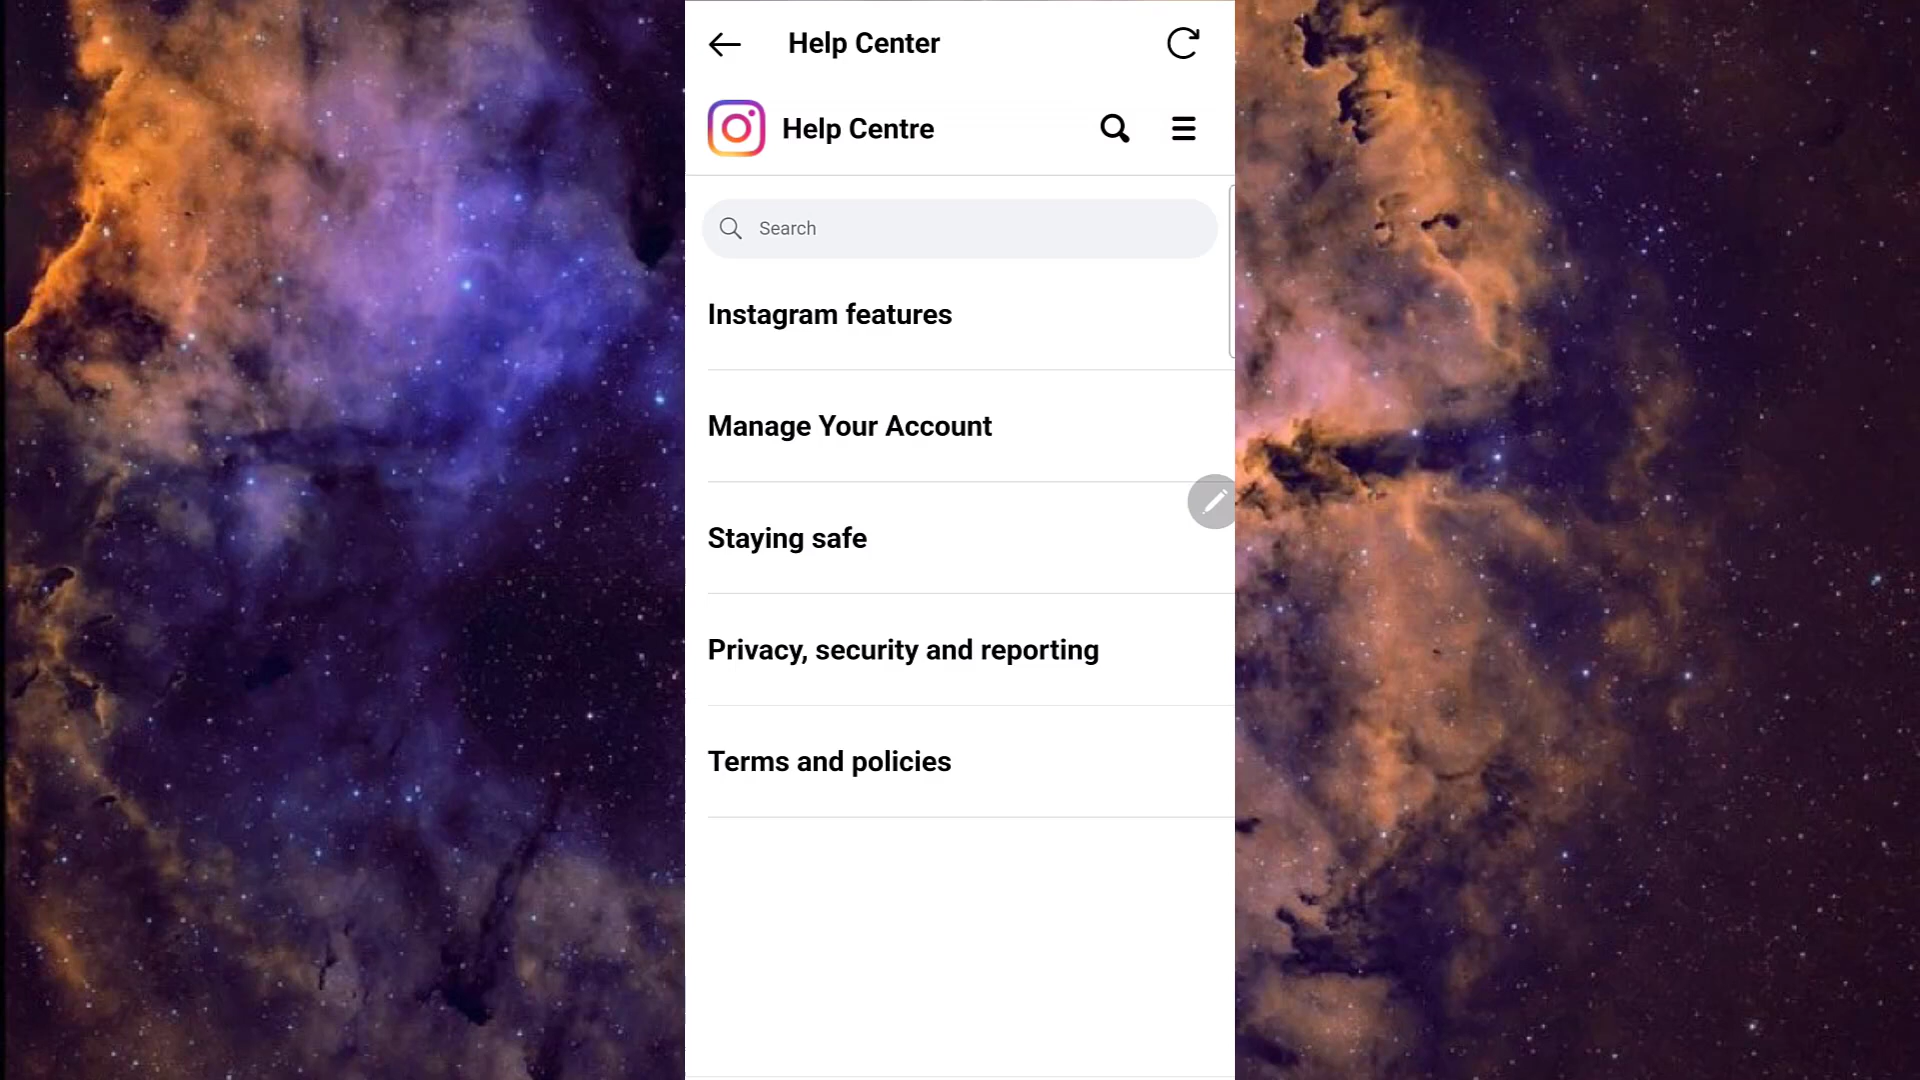 Help Center
Help Centre
Search
Instagram features
Manage Your Account
Staying safe
Privacy, security and reporting
Terms and policies